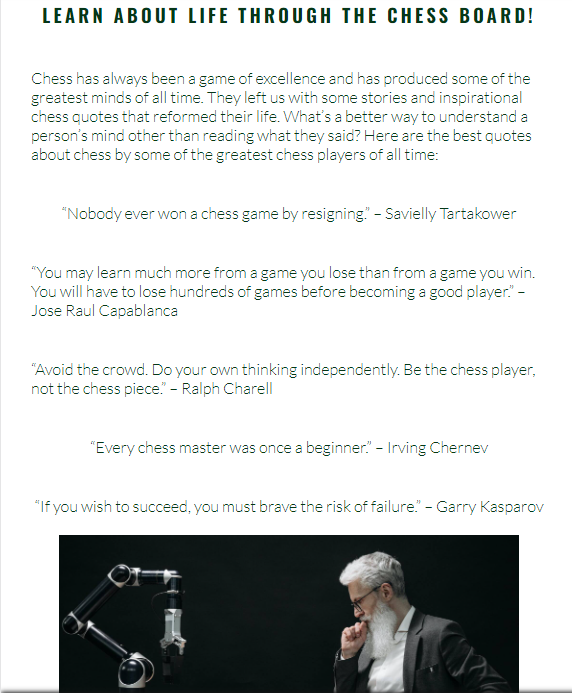 LEARN ABOUT LIFE THROUGH THE CHESS BOARD!
Chess has always been a game of excellence and has produced some of the
greatest minds of all time. They left us with some stories and inspirational
chess quotes that reformed their life. What's a better way to understand a
person's mind other than reading what they said? Here are the best quotes
about chess by some of the greatest chess players of all time:
“Nobody ever won a chess game by resigning.” – Savielly Tartakower
“You may learn much more from a game you lose than from a game you win.
You will have to lose hundreds of games before becoming a good player.” –
Jose Raul Capablanca
“Avoid the crowd. Do your own thinking independently. Be the chess player,
not the chess piece.” – Ralph Charell
“Every chess master was once a beginner.” – Irving Chernev
“If you wish to succeed, you must brave the risk of failure.” – Garry Kasparov